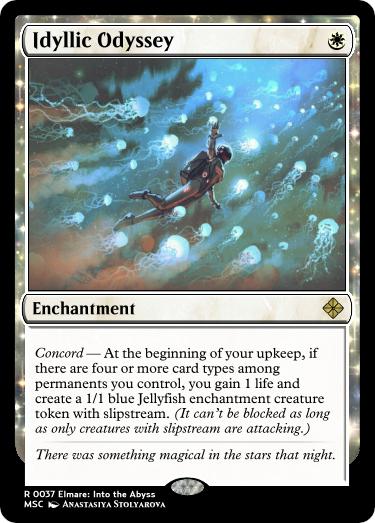 Idyllic Odyssey
Enchantment
Concord — At the beginning of your upkeep, if
there are four or more card types among
permanents you control, you gain 1 life and
create a 1/1 blue Jellyfish enchantment creature
token with slipstream. (It can't be blocked as long
as only creatures with slipstream are attacking.)
There was something magical in the stars that night.
R 0037 Elmare: Into the Abyss
MSC Anastasiya Stolyarova